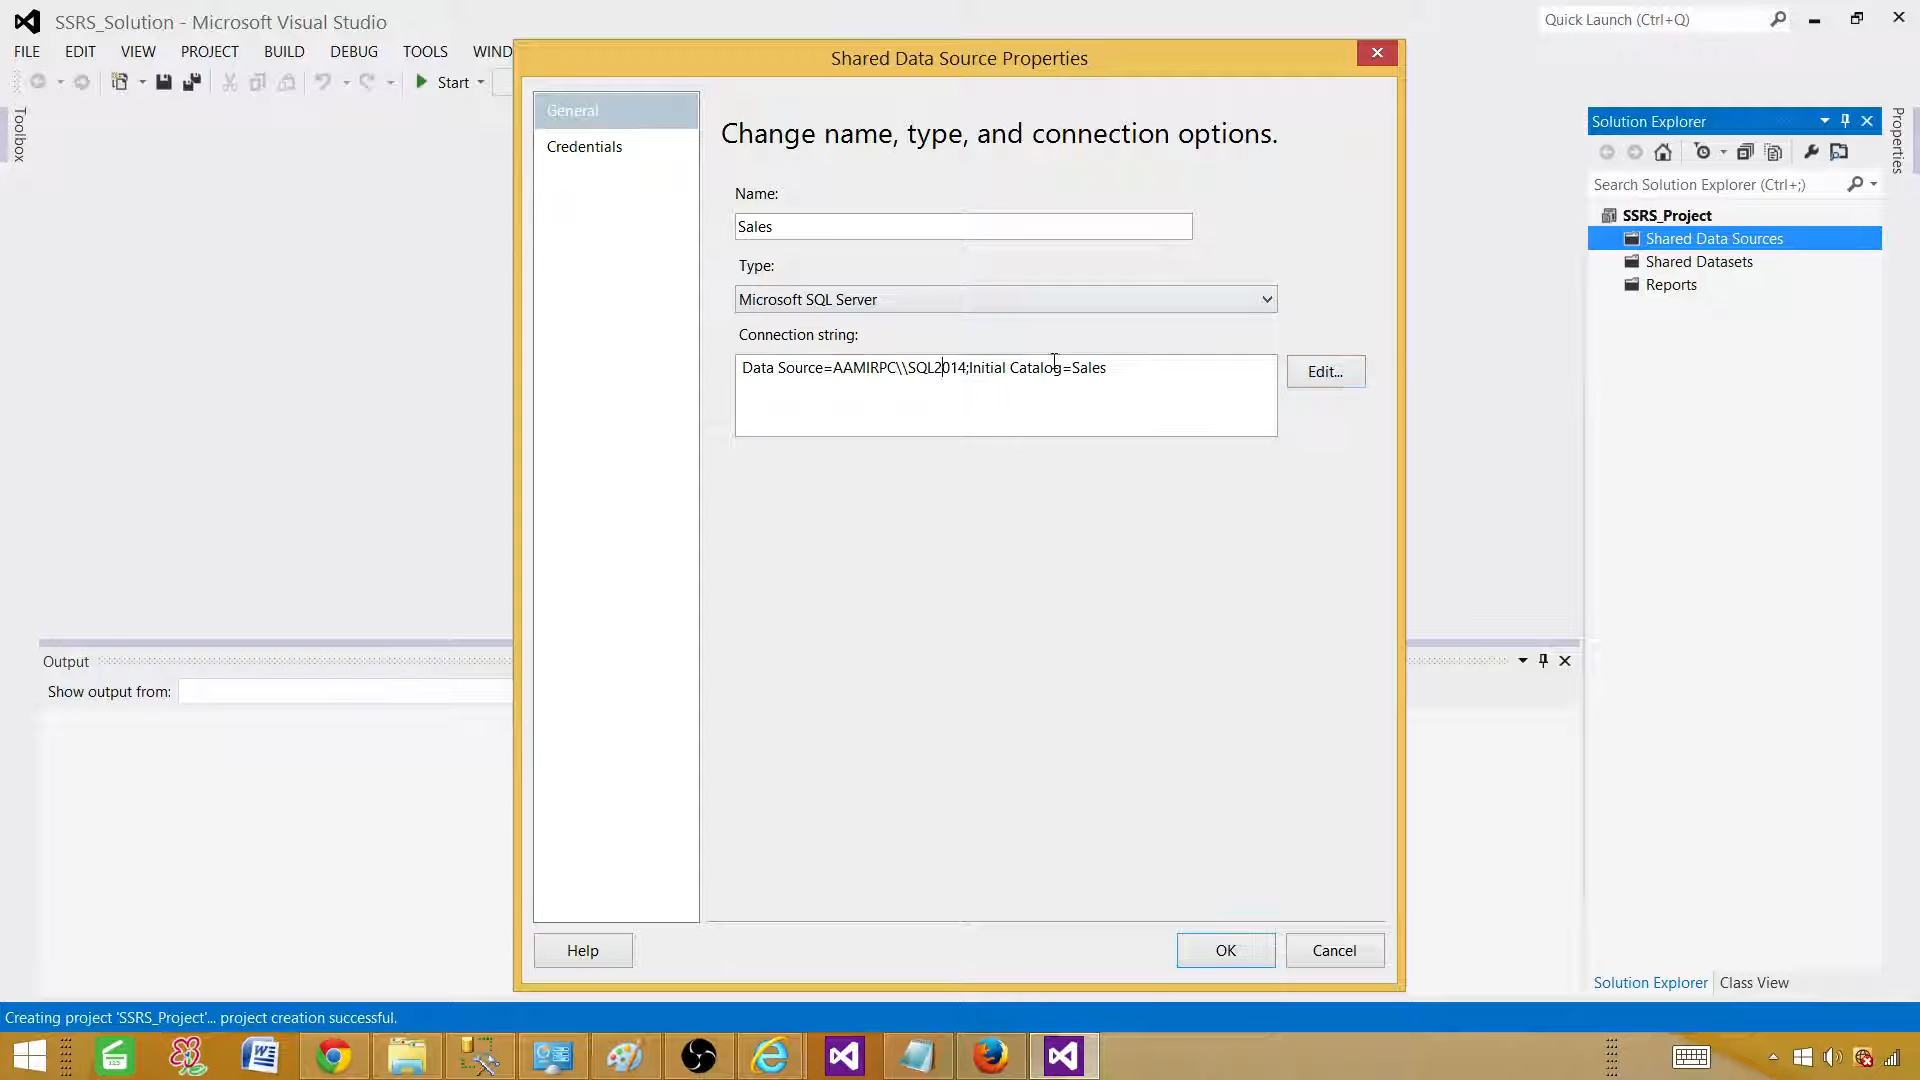 SSRS_Solution - Microsoft Visual Studio
Quick Launch (Ctrl+Q)
FILE EDIT VIEW PROJECT BUILD DEBUG TOOLS WIND
Start
Toolbox
Shared Data Source Properties
General
Credentials
Change name, type, and connection options.
Name:
Sales
Type:
Microsoft SQL Server
Connection string:
Data Source=AAMIRPC\\SQL2014;Initial Catalog=Sales
Edit...
Help
OK
Cancel
Solution Explorer
Search Solution Explorer (Ctrl+;)
SSRS_Project
Shared Data Sources
Shared Datasets
Reports
Solution Explorer Class View
Properties
Output
Show output from:
Creating project 'SSRS_Project'... project creation successful.